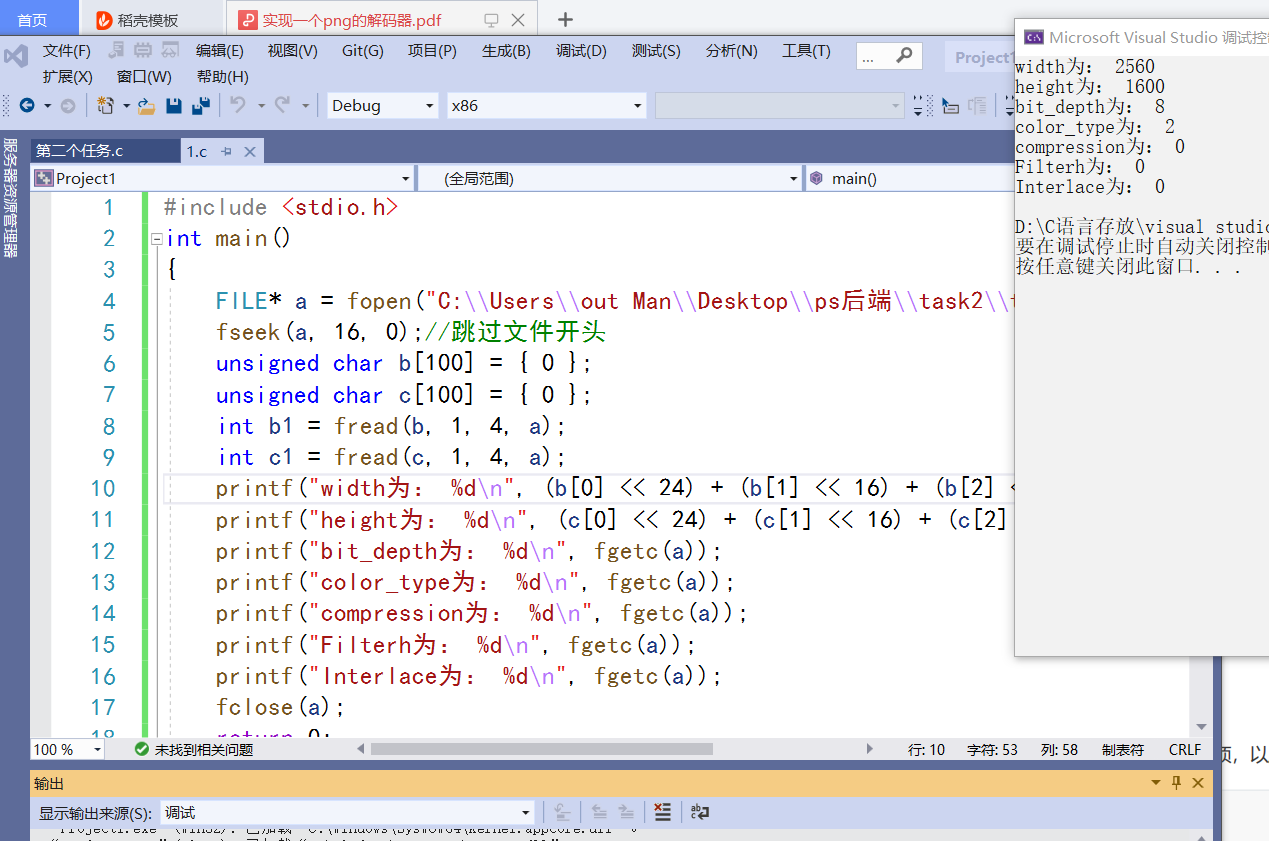 首页
稻壳模板
实现一个png的解码器.pdf
文件(F) 编辑(E) 视图(V) Git(G) 项目(P) 生成(B) 调试(D) 测试(S) 分析(N) 工具(T)
... Project1
扩展(X) 窗口(W) 帮助(H)
Debug x86
服务器资源管理器
第二个任务.c 1.c
Project1 (全局范围) main()
1 #include <stdio.h>
2 int main()
3 {
4 FILE* a = fopen("C:\\Users\\out Man\\Desktop\\ps后端\\task2\\
5 fseek(a, 16, 0);//跳过文件开头
6 unsigned char b[100] = { 0 };
7 unsigned char c[100] = { 0 };
8 int b1 = fread(b, 1, 4, a);
9 int c1 = fread(c, 1, 4, a);
10 printf("width为： %d\n", (b[0] << 24) + (b[1] << 16) + (b[2] <
11 printf("height为： %d\n", (c[0] << 24) + (c[1] << 16) + (c[2]
12 printf("bit_depth为： %d\n", fgetc(a));
13 printf("color_type为： %d\n", fgetc(a));
14 printf("compression为： %d\n", fgetc(a));
15 printf("Filterh为： %d\n", fgetc(a));
16 printf("Interlace为： %d\n", fgetc(a));
17 fclose(a);
18 return 0;
Microsoft Visual Studio 调试控
width为： 2560
height为： 1600
bit_depth为： 8
color_type为： 2
compression为： 0
Filterh为： 0
Interlace为： 0
D:\C语言存放\visual studio
要在调试停止时自动关闭控制
按任意键关闭此窗口. . .
100 % 未找到相关问题 行: 10 字符: 53 列: 58 制表符 CRLF
，以
输出
显示输出来源(S): 调试